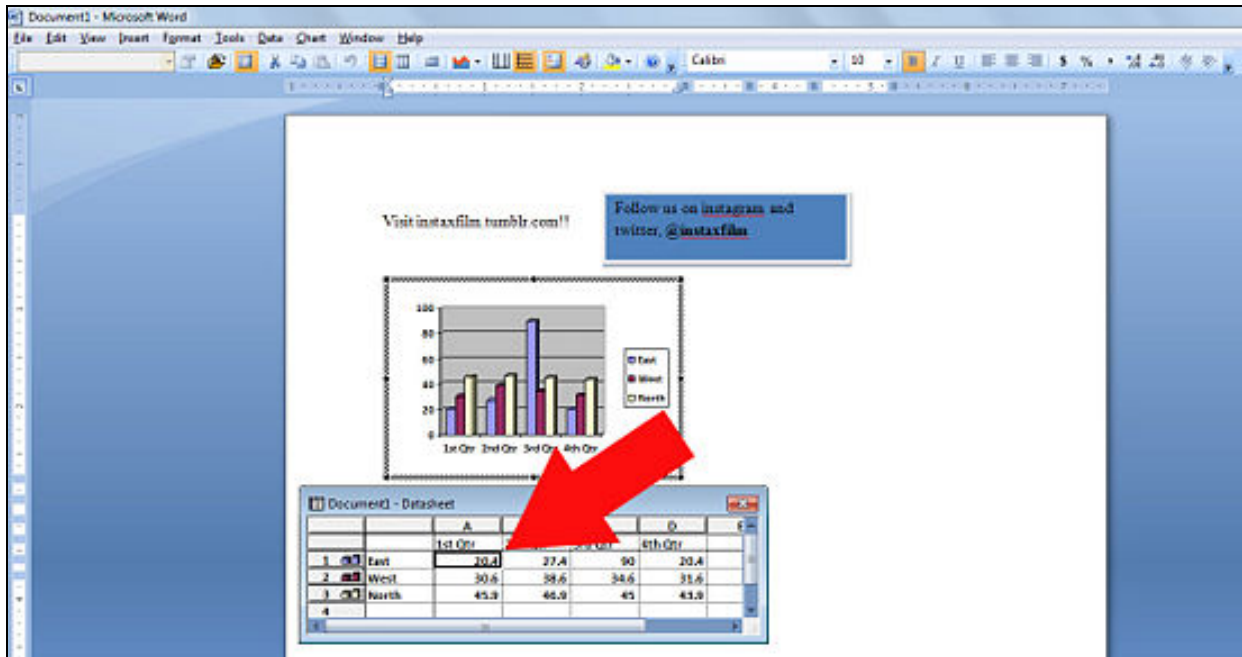 Document1 - Microsoft Word
File Edit View Insert Format Tools Data Chart Window Help
Calibri 10 B I U $ % ,
Visit instaxfilm.tumblr.com!!
Follow us on instagram and
twitter, @instaxfilm
100
80
60
40
20
0
1st Qtr 2nd Qtr 3rd Qtr 4th Qtr
East
West
North
Document1 - Datasheet
A D E
1st Qtr 4th Qtr
1 East 20.4 27.4 90 20.4
2 West 30.6 38.6 34.6 31.6
3 North 45.9 46.9 45 43.9
4